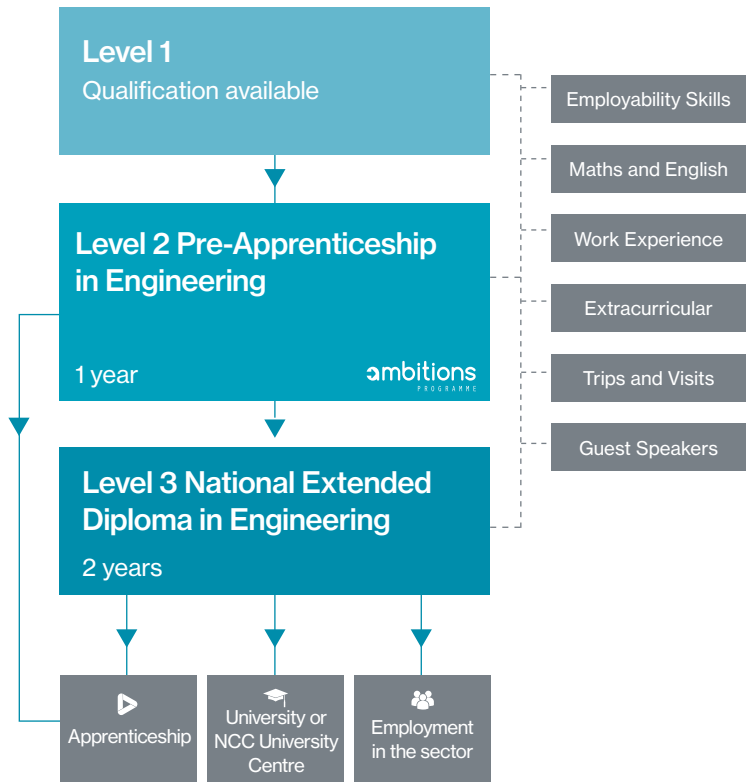 Level 1
Qualification available
Level 2 Pre-Apprenticeship
in Engineering
1 year
ambitions
PROGRAMME
Level 3 National Extended
Diploma in Engineering
2 years
Apprenticeship
University or
NCC University
Centre
Employment
in the sector
Employability Skills
Maths and English
Work Experience
Extracurricular
Trips and Visits
Guest Speakers